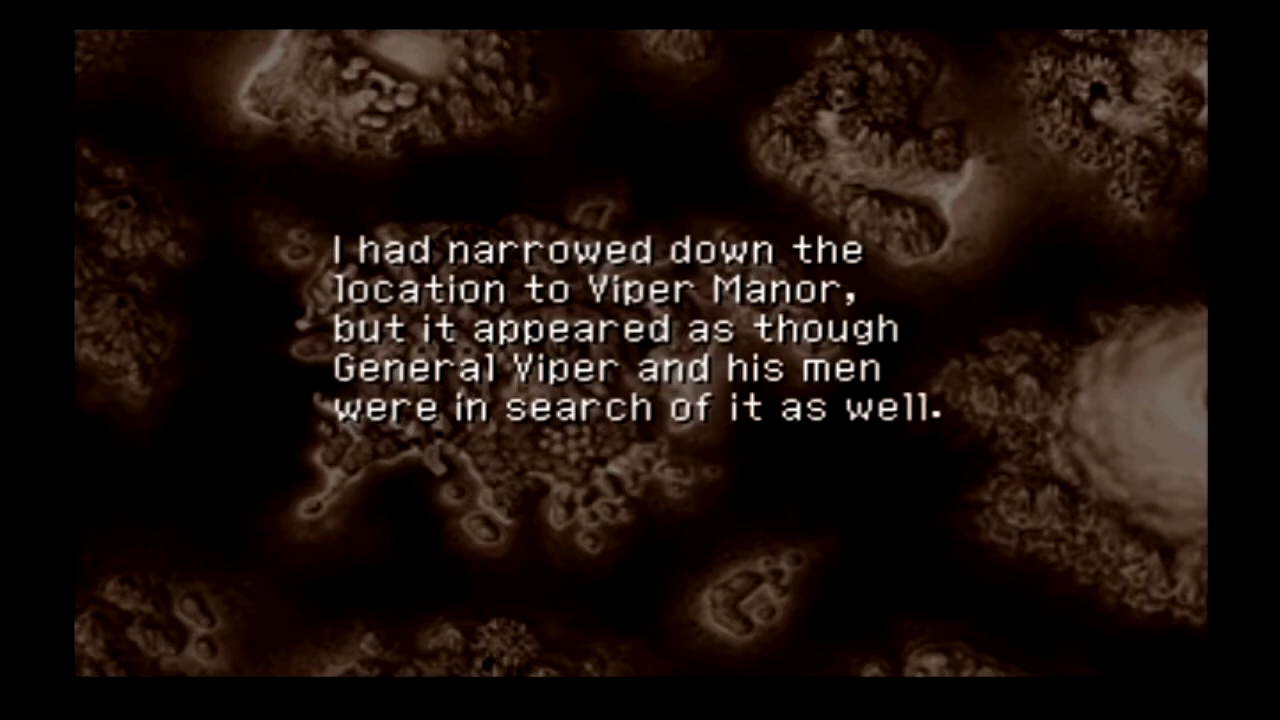 I had narrowed down the
location to Viper Manor,
but it appeared as though
General Viper and his men
were in search of it as well.